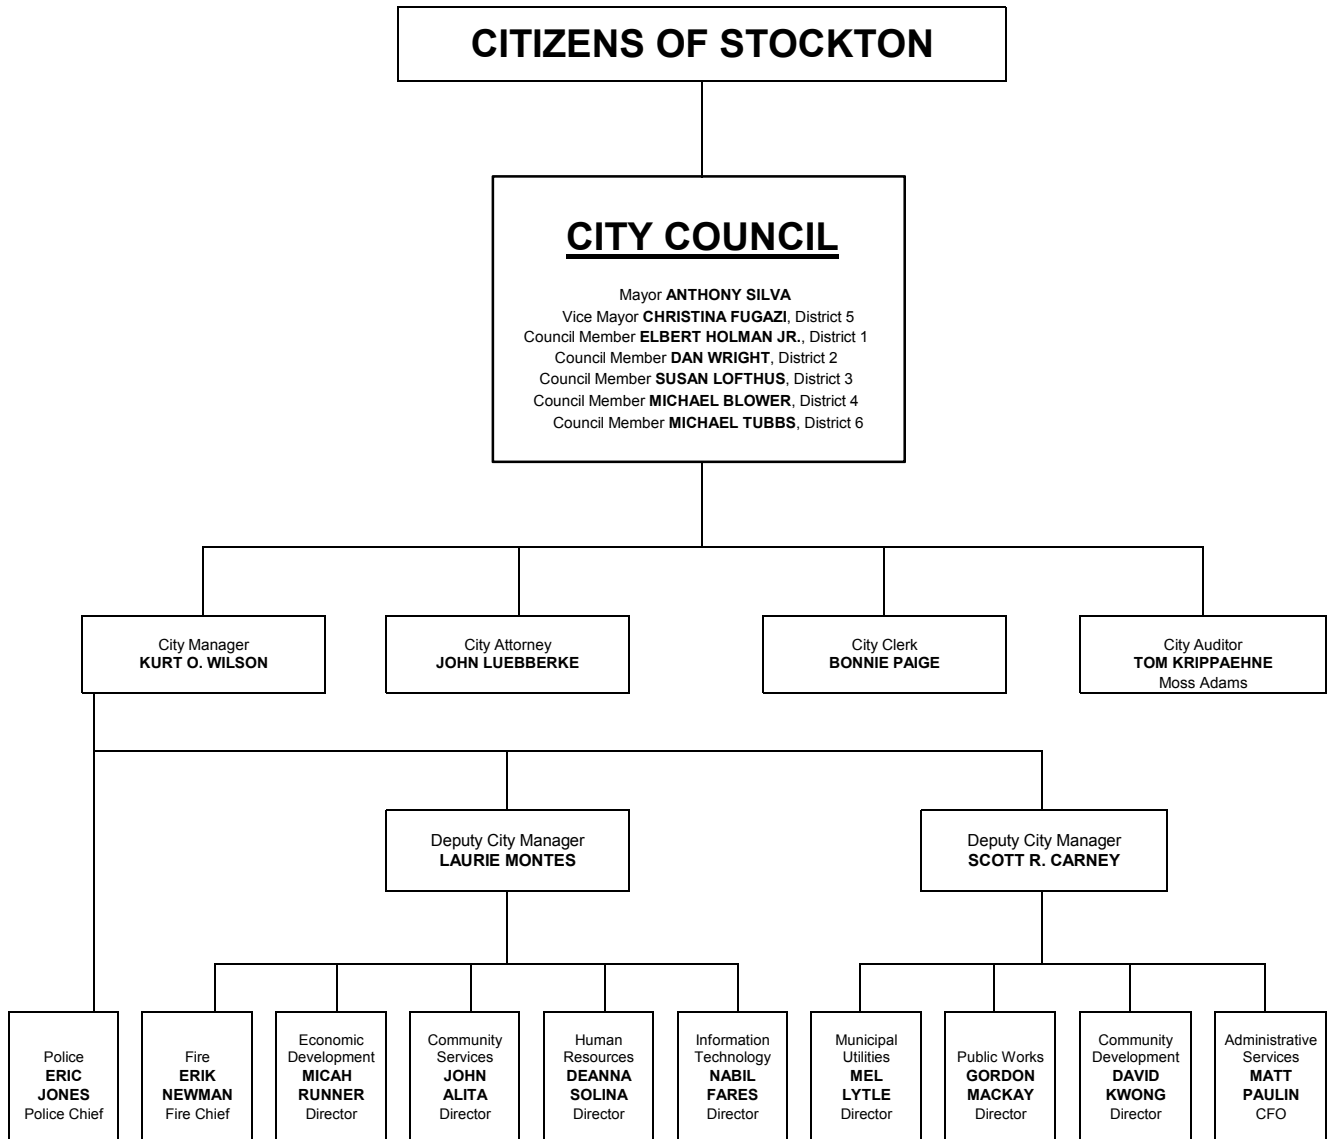 CITIZENS OF STOCKTON
CITY COUNCIL
Mayor ANTHONY SILVA
Vice Mayor CHRISTINA FUGAZI, District 5
Council Member ELBERT HOLMAN JR., District 1
Council Member DAN WRIGHT, District 2
Council Member SUSAN LOFTHUS, District 3
Council Member MICHAEL BLOWER, District 4
Council Member MICHAEL TUBBS, District 6
City Manager
KURT O. WILSON
City Attorney
JOHN LUEBBERKE
City Clerk
BONNIE PAIGE
City Auditor
TOM KRIPPAEHNE
Moss Adams
Deputy City Manager
LAURIE MONTES
Deputy City Manager
SCOTT R. CARNEY
Police
ERIC
JONES
Police Chief
Fire
ERIK
NEWMAN
Fire Chief
Economic
Development
MICAH
RUNNER
Director
Community
Services
JOHN
ALITA
Director
Human
Resources
DEANNA
SOLINA
Director
Information
Technology
NABIL
FARES
Director
Municipal
Utilities
MEL
LYTLE
Director
Public Works
GORDON
MACKAY
Director
Community
Development
DAVID
KWONG
Director
Administrative
Services
MATT
PAULIN
CFO